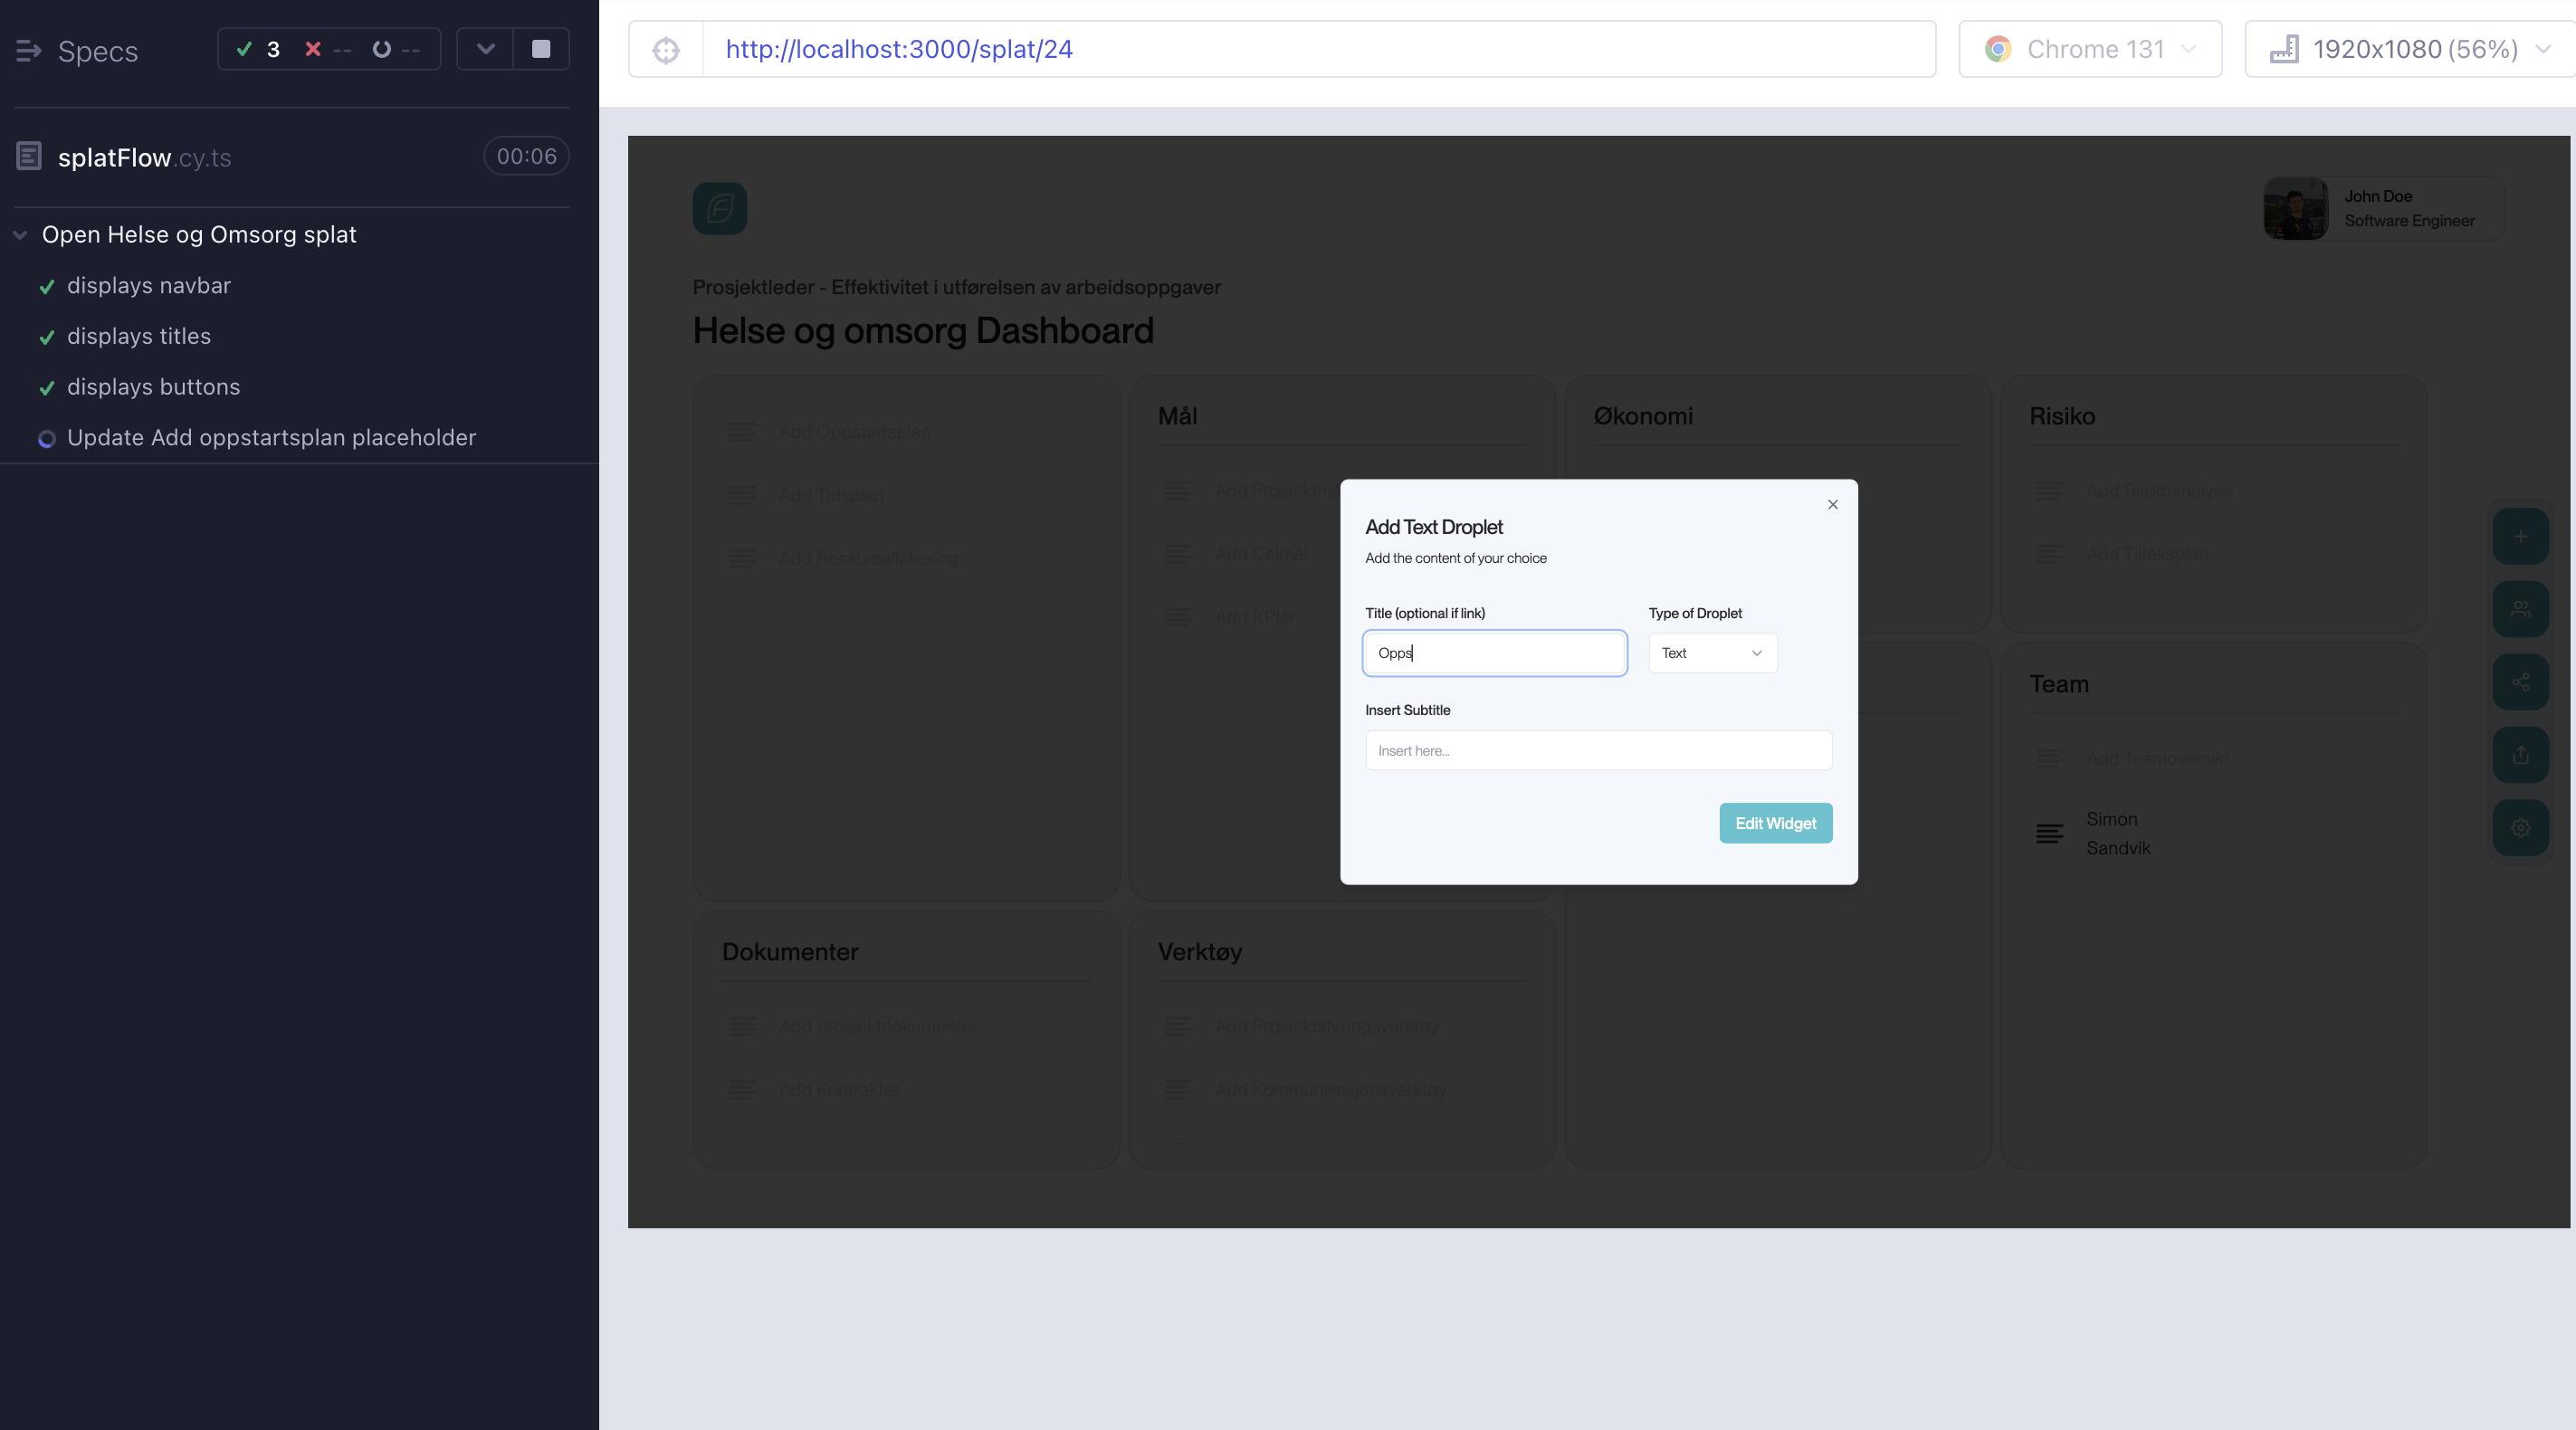 Specs
3
--
--
splatFlow.cy.ts
00:06
Open Helse og Omsorg splat
displays navbar
displays titles
displays buttons
Update Add oppstartsplan placeholder
http://localhost:3000/splat/24
Chrome 131
1920x1080 (56%)
John Doe
Software Engineer
Prosjektleder - Effektivitet i utførelsen av arbeidsoppgaver
Helse og omsorg Dashboard
Add Oppstartsplan
Add Tidsplan
Add Ressursallokering
Mål
Add Prosjektm
Add Delmål
Add KPIer
Økonomi
Risiko
Add Risikoanalyse
Add Tiltaksplan
Add Text Droplet
Add the content of your choice
Title (optional if link)
Type of Droplet
Opps
Text
Insert Subtitle
Insert here...
Edit Widget
Team
Add Teamoversikt
Simon
Sandvik
Dokumenter
Add Prosjektdokumenter
Add Kontrakter
Verktøy
Add Prosjektstyringsverktøy
Add Kommunikasjonsverktøy